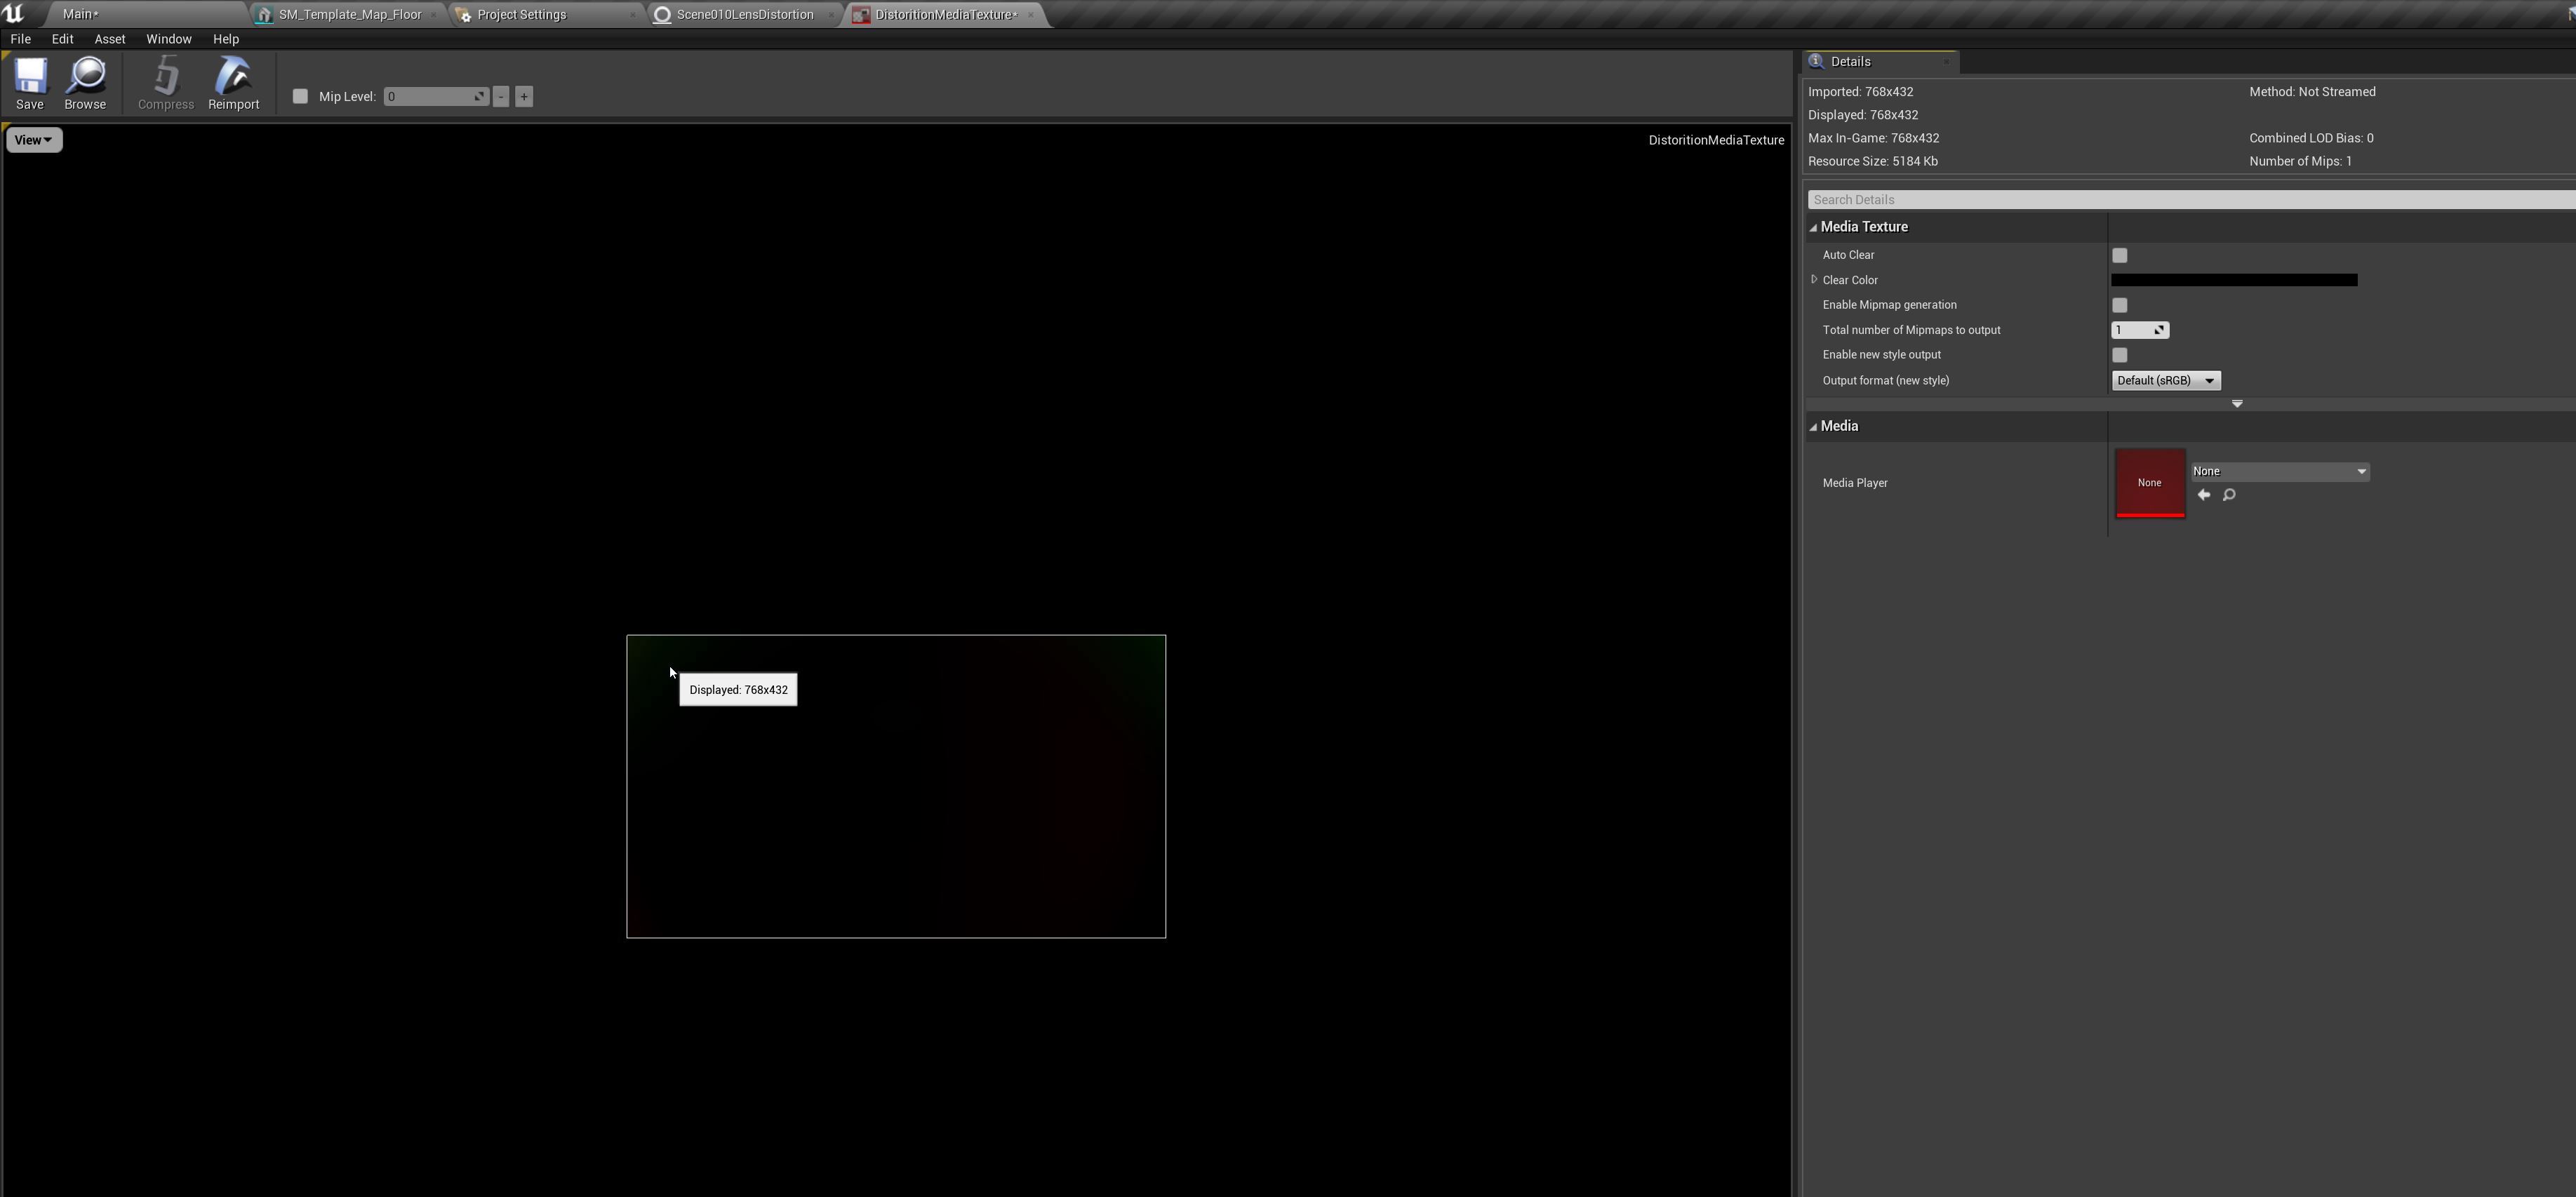 Main*
SM_Template_Map_Floor
Project Settings
Scene010LensDistortion
DistoritionMediaTexture*
File Edit Asset Window Help
Save
Browse
Compress
Reimport
Mip Level: 0 - +
View
DistoritionMediaTexture
Displayed: 768x432
Details
Imported: 768x432
Method: Not Streamed
Displayed: 768x432
Max In-Game: 768x432
Combined LOD Bias: 0
Resource Size: 5184 Kb
Number of Mips: 1
Search Details
Media Texture
Auto Clear
Clear Color
Enable Mipmap generation
Total number of Mipmaps to output 1
Enable new style output
Output format (new style) Default (sRGB)
Media
Media Player
None
None